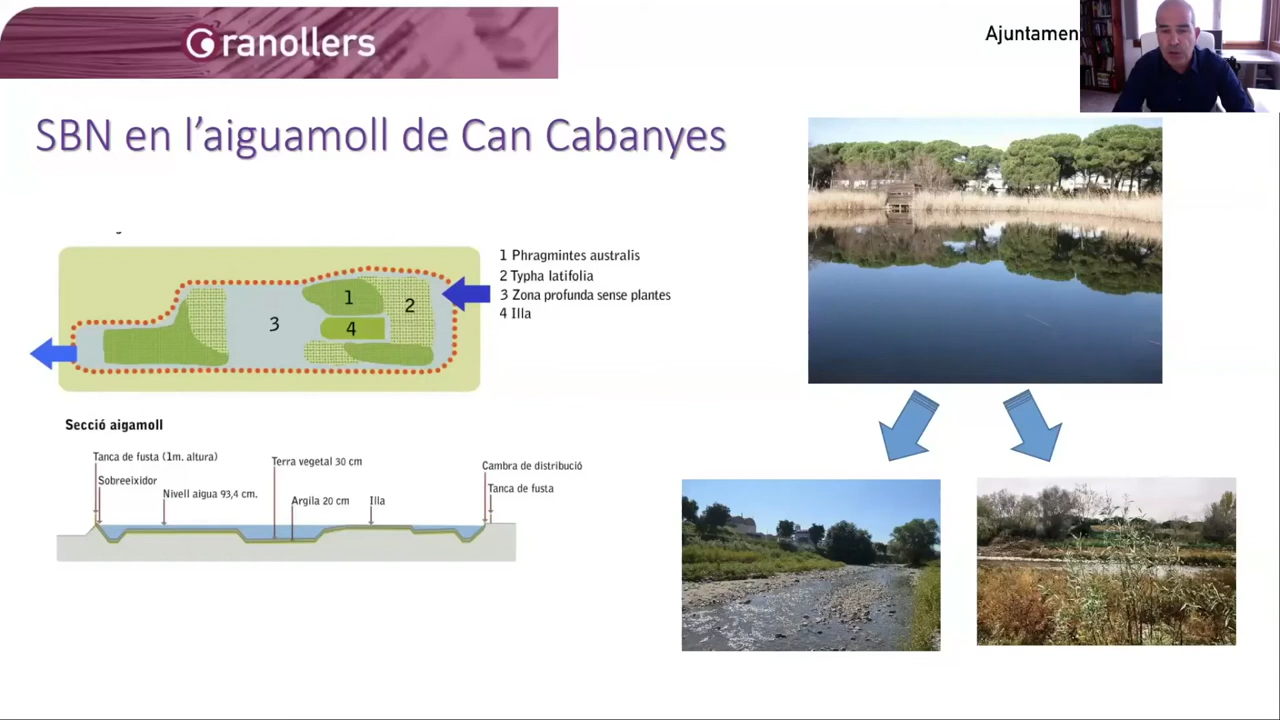 Granollers
Ajuntamen
SBN en l'aiguamoll de Can Cabanyes
1 Phragmintes australis
2 Typha latifolia
3 Zona profunda sense plantes
4 Illa
1
2
3
4
Secció aigamoll
Tanca de fusta (1m. altura)
Sobreeixidor
Nivell aigua 93,4 cm.
Terra vegetal 30 cm
Argila 20 cm
Illa
Cambra de distribució
Tanca de fusta